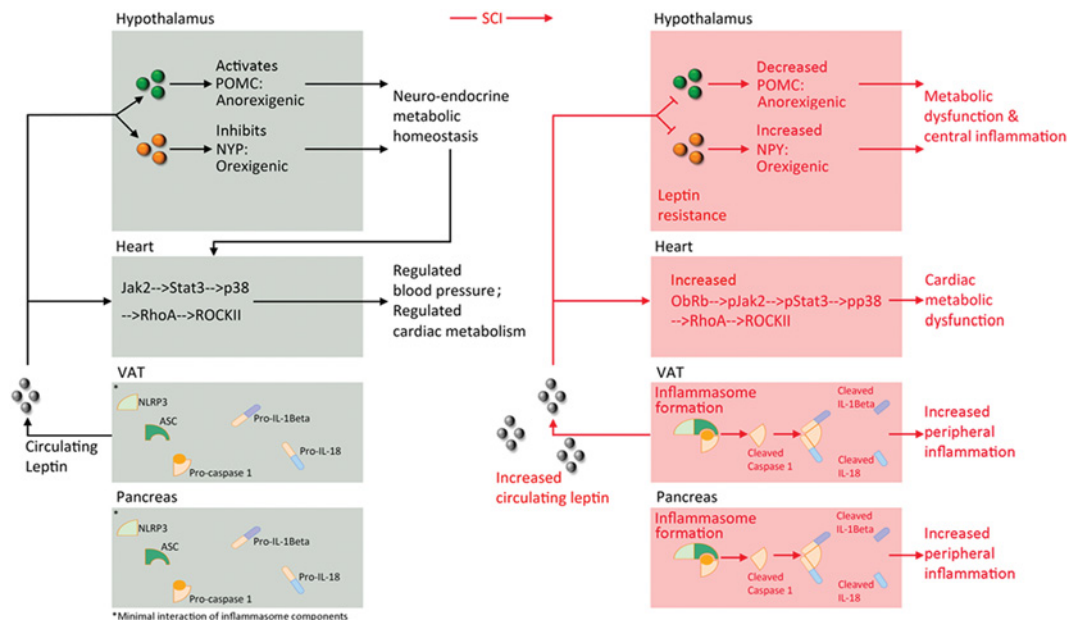 Hypothalamus
Activates
POMC:
Anorexigenic
Inhibits
NYP:
Orexigenic
Neuro-endocrine
metabolic
homeostasis
Heart
Jak2-->Stat3-->p38
-->RhoA-->ROCKII
Regulated
blood pressure;
Regulated
cardiac metabolism
VAT
*
NLRP3
ASC
Pro-caspase 1
Pro-IL-1Beta
Pro-IL-18
Circulating
Leptin
Pancreas
*
NLRP3
ASC
Pro-caspase 1
Pro-IL-1Beta
Pro-IL-18
*Minimal interaction of inflammasome components
SCI
Hypothalamus
Decreased
POMC:
Anorexigenic
Increased
NPY:
Orexigenic
Leptin
resistance
Metabolic
dysfunction &
central inflammation
Heart
Increased
ObRb-->pJak2-->pStat3-->pp38
-->RhoA-->ROCKII
Cardiac
metabolic
dysfunction
VAT
Inflammasome
formation
Cleaved
Caspase 1
Cleaved
IL-1Beta
Cleaved
IL-18
Increased
peripheral
inflammation
Increased
circulating leptin
Pancreas
Inflammasome
formation
Cleaved
Caspase 1
Cleaved
IL-1Beta
Cleaved
IL-18
Increased
peripheral
inflammation